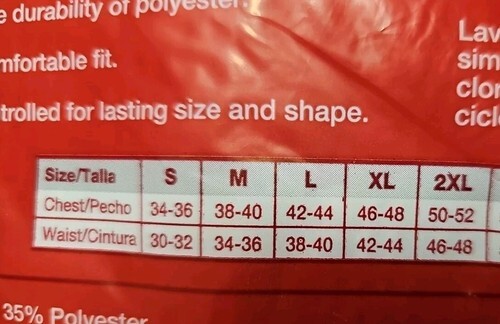 e durability of polyester.
mfortable fit.
trolled for lasting size and shape.
Lav
sim
clor
cicl
Size/Talla S M L XL 2XL
Chest/Pecho 34-36 38-40 42-44 46-48 50-52
Waist/Cintura 30-32 34-36 38-40 42-44 46-48
35% Polyester